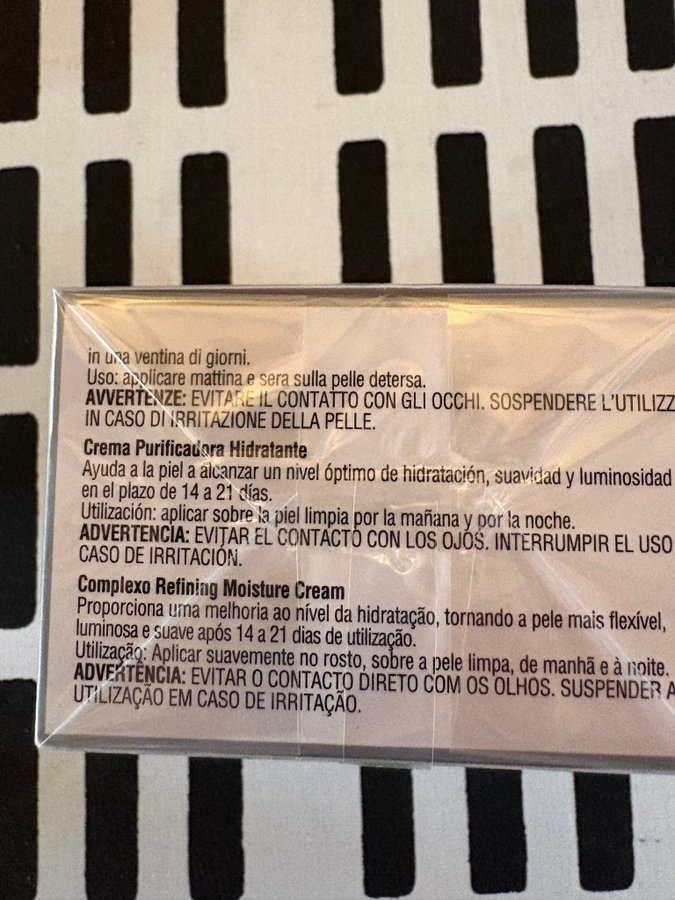 in una ventina di giorni.
Uso: applicare mattina e sera sulla pelle detersa.
AVVERTENZE: EVITARE IL CONTATTO CON GLI OCCHI. SOSPENDERE L'UTILIZZ
IN CASO DI IRRITAZIONE DELLA PELLE.
Crema Purificadora Hidratante
Ayuda a la piel a alcanzar un nivel óptimo de hidratación, suavidad y luminosidad
en el plazo de 14 a 21 días.
Utilización: aplicar sobre la piel limpia por la mañana y por la noche.
ADVERTENCIA: EVITAR EL CONTACTO CON LOS OJOS. INTERRUMPIR EL USO
CASO DE IRRITACIÓN.
Complexo Refining Moisture Cream
Proporciona uma melhoria ao nível da hidratação, tornando a pele mais flexível,
luminosa e suave após 14 a 21 dias de utilização.
Utilização: Aplicar suavemente no rosto, sobre a pele limpa, de manhã e à noite.
ADVERTÊNCIA: EVITAR O CONTACTO DIRETO COM OS OLHOS. SUSPENDER A
UTILIZAÇÃO EM CASO DE IRRITAÇÃO.